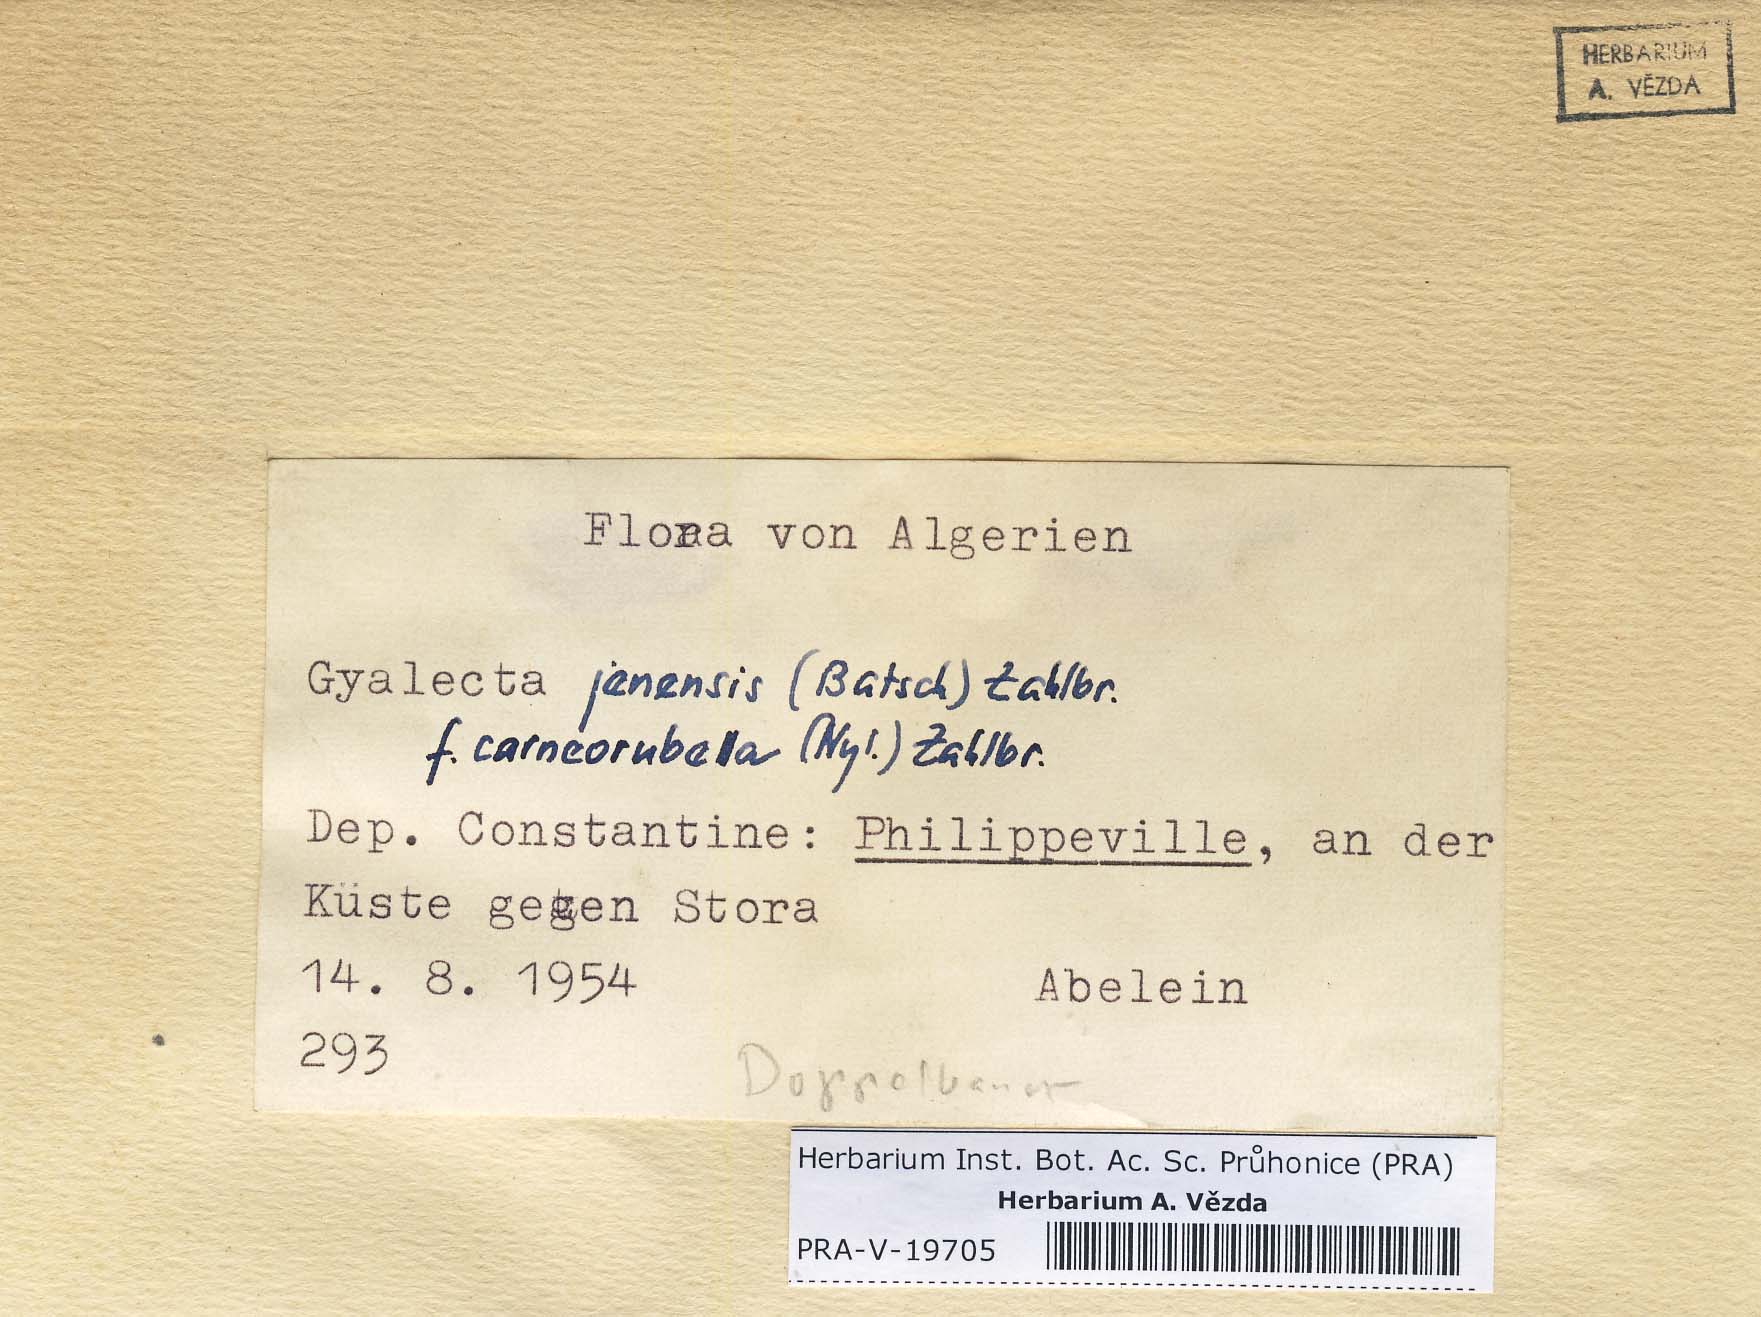 HERBARIUM
A. VĚZDA
Flora von Algerien
Gyalecta jenensis (Batsch) Zahlbr.
f. carneorubella (Nyl.) Zahlbr.
Dep. Constantine: Philippeville, an der
Küste gegen Stora
14. 8. 1954 Abelein
293
Doppelbauer
Herbarium Inst. Bot. Ac. Sc. Průhonice (PRA)
Herbarium A. Vězda
PRA-V-19705